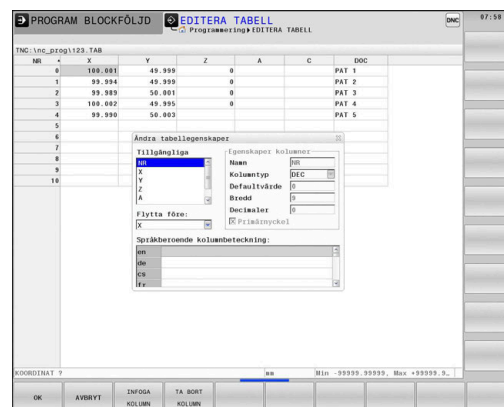 PROGRAM BLOCKFÖLJD
EDITERA TABELL
Programmering EDITERA TABELL
DNC
07:58
TNC:\nc_prog\123.TAB
NR X Y Z A C DOC
0 100.001 49.999 0 PAT 1
1 99.994 49.999 0 PAT 2
2 99.989 50.001 0 PAT 3
3 100.002 49.995 0 PAT 4
4 99.990 50.003 PAT 5
5
6
7
8
9
10
Ändra tabellegenskaper
Tillgängliga
NR
X
Y
Z
A
Flytta före:
X
Egenskaper kolumner
Namn NR
Kolumntyp DEC
Defaultvärde 0
Bredd 9
Decimaler 0
Primärnyckel
Språkberoende kolumnbeteckning:
en
de
cs
fr
KOORDINAT ?
mm
Min -99999.99999, Max +99999.9…
OK
AVBRYT
INFOGA KOLUMN
TA BORT KOLUMN